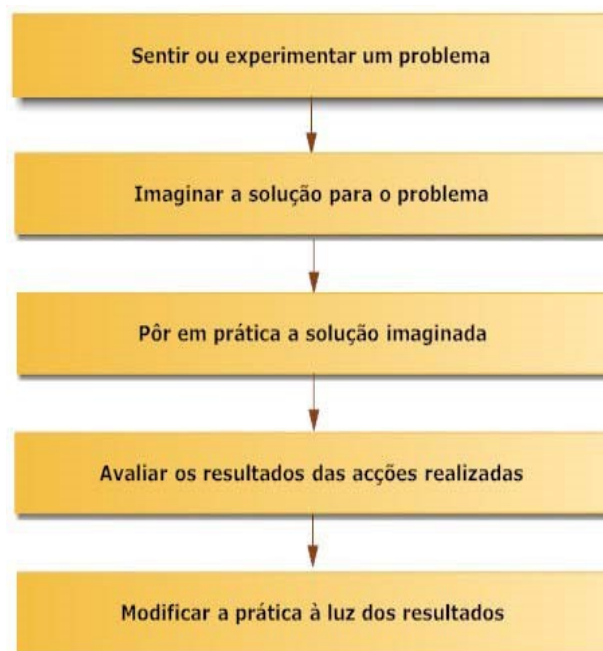 Sentir ou experimentar um problema
Imaginar a solução para o problema
Pôr em prática a solução imaginada
Avaliar os resultados das acções realizadas
Modificar a prática à luz dos resultados